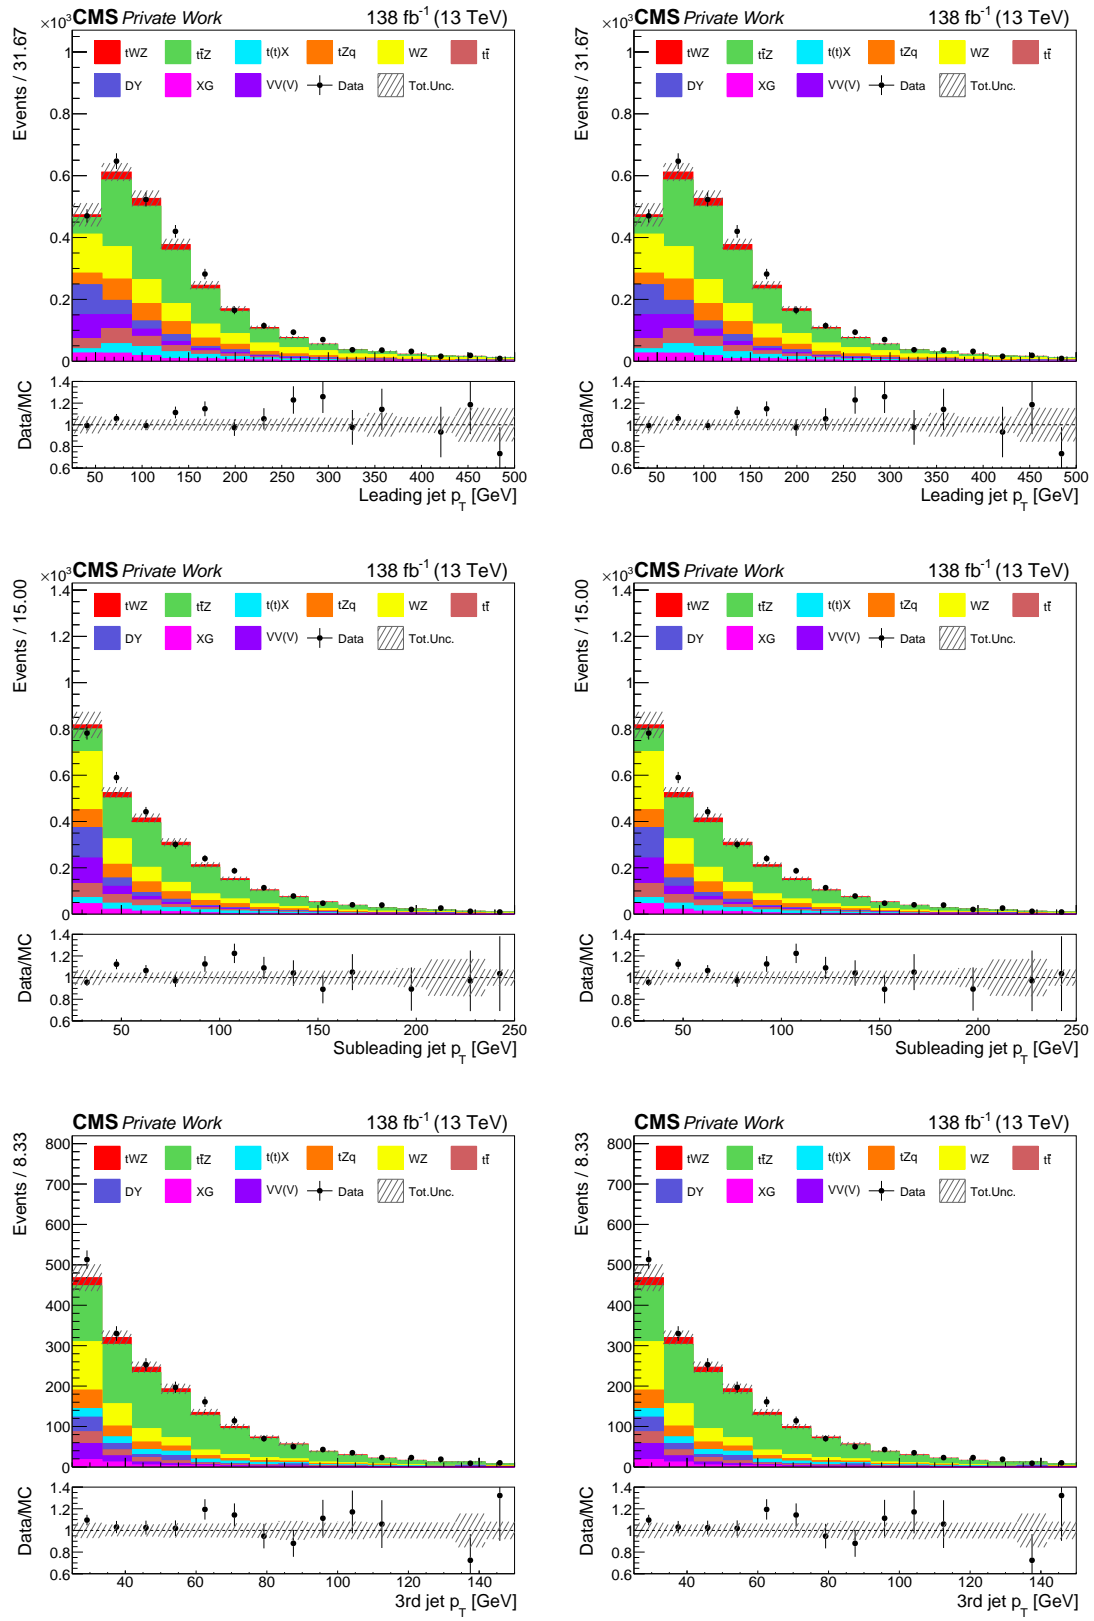 ×10³ CMS Private Work 138 fb⁻¹ (13 TeV)
Events / 31.67
tWZ tt̄Z t(t)X tZq WZ tt̄
DY XG VV(V) Data Tot.Unc.
1
0.8
0.6
0.4
0.2
0
Data/MC
1.4
1.2
1
0.8
0.6
50 100 150 200 250 300 350 400 450 500
Leading jet p_T [GeV]
×10³ CMS Private Work 138 fb⁻¹ (13 TeV)
Events / 31.67
tWZ tt̄Z t(t)X tZq WZ tt̄
DY XG VV(V) Data Tot.Unc.
1
0.8
0.6
0.4
0.2
0
Data/MC
1.4
1.2
1
0.8
0.6
50 100 150 200 250 300 350 400 450 500
Leading jet p_T [GeV]
×10³ CMS Private Work 138 fb⁻¹ (13 TeV)
Events / 15.00
tWZ tt̄Z t(t)X tZq WZ tt̄
DY XG VV(V) Data Tot.Unc.
1.4
1.2
1
0.8
0.6
0.4
0.2
0
Data/MC
1.4
1.2
1
0.8
0.6
50 100 150 200 250
Subleading jet p_T [GeV]
×10³ CMS Private Work 138 fb⁻¹ (13 TeV)
Events / 15.00
tWZ tt̄Z t(t)X tZq WZ tt̄
DY XG VV(V) Data Tot.Unc.
1.4
1.2
1
0.8
0.6
0.4
0.2
0
Data/MC
1.4
1.2
1
0.8
0.6
50 100 150 200 250
Subleading jet p_T [GeV]
CMS Private Work 138 fb⁻¹ (13 TeV)
Events / 8.33
tWZ tt̄Z t(t)X tZq WZ tt̄
DY XG VV(V) Data Tot.Unc.
800
700
600
500
400
300
200
100
0
Data/MC
1.4
1.2
1
0.8
0.6
40 60 80 100 120 140
3rd jet p_T [GeV]
CMS Private Work 138 fb⁻¹ (13 TeV)
Events / 8.33
tWZ tt̄Z t(t)X tZq WZ tt̄
DY XG VV(V) Data Tot.Unc.
800
700
600
500
400
300
200
100
0
Data/MC
1.4
1.2
1
0.8
0.6
40 60 80 100 120 140
3rd jet p_T [GeV]